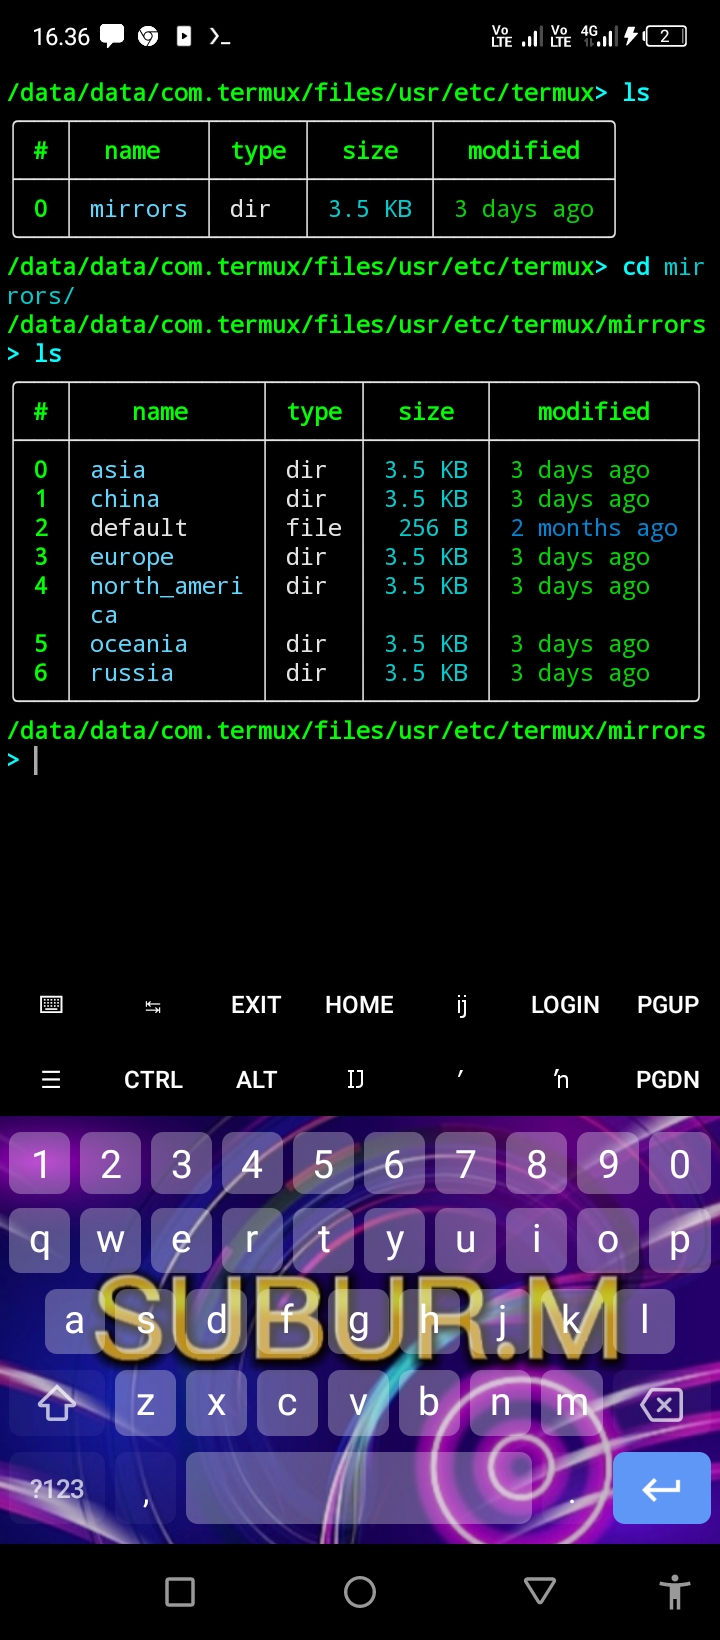 16.36 Vo LTE Vo LTE 4G 2
/data/data/com.termux/files/usr/etc/termux> ls
# name type size modified
0 mirrors dir 3.5 KB 3 days ago
/data/data/com.termux/files/usr/etc/termux> cd mir
rors/
/data/data/com.termux/files/usr/etc/termux/mirrors
> ls
# name type size modified
0 asia dir 3.5 KB 3 days ago
1 china dir 3.5 KB 3 days ago
2 default file 256 B 2 months ago
3 europe dir 3.5 KB 3 days ago
4 north_ameri dir 3.5 KB 3 days ago
ca
5 oceania dir 3.5 KB 3 days ago
6 russia dir 3.5 KB 3 days ago
/data/data/com.termux/files/usr/etc/termux/mirrors
>
EXIT HOME ij LOGIN PGUP
CTRL ALT IJ ′ ŉ PGDN
1 2 3 4 5 6 7 8 9 0
q w e r t y u i o p
SUBUR.M
a s d f g h j k l
z x c v b n m
?123 , .